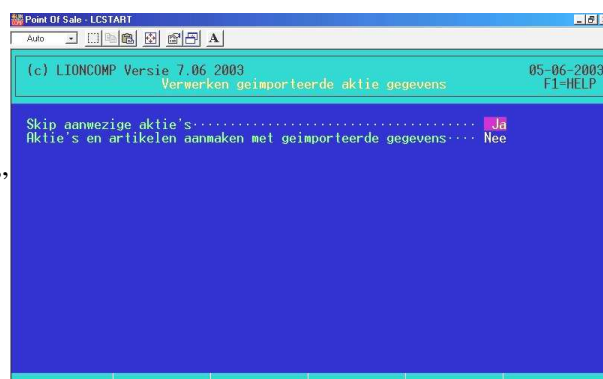 Point Of Sale - LCSTART
Auto A
(c) LIONCOMP Versie 7.06 2003 05-06-2003
Verwerken geimporteerde aktie gegevens F1=HELP
Skip aanwezige aktie's········································ Ja
Aktie's en artikelen aanmaken met geimporteerde gegevens···· Nee
”